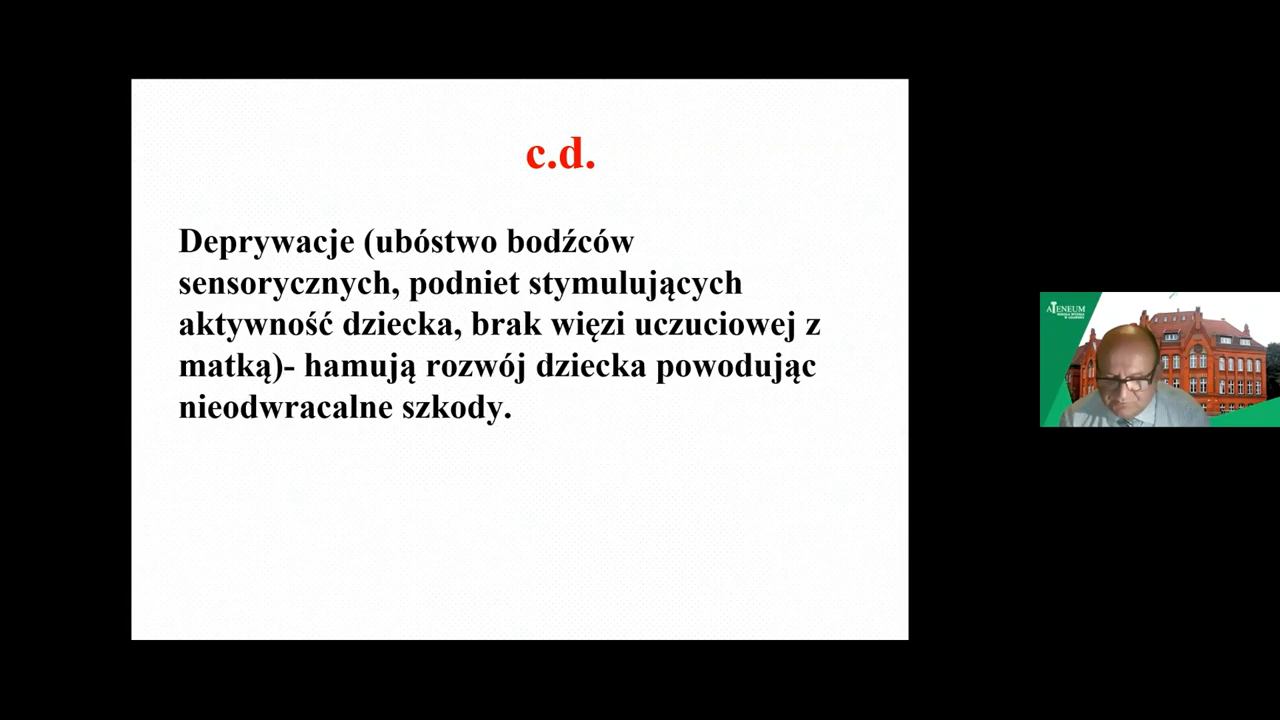 c.d.
Deprywacje (ubóstwo bodźców
sensorycznych, podniet stymulujących
aktywność dziecka, brak więzi uczuciowej z
matką)- hamują rozwój dziecka powodując
nieodwracalne szkody.
ATENEUM